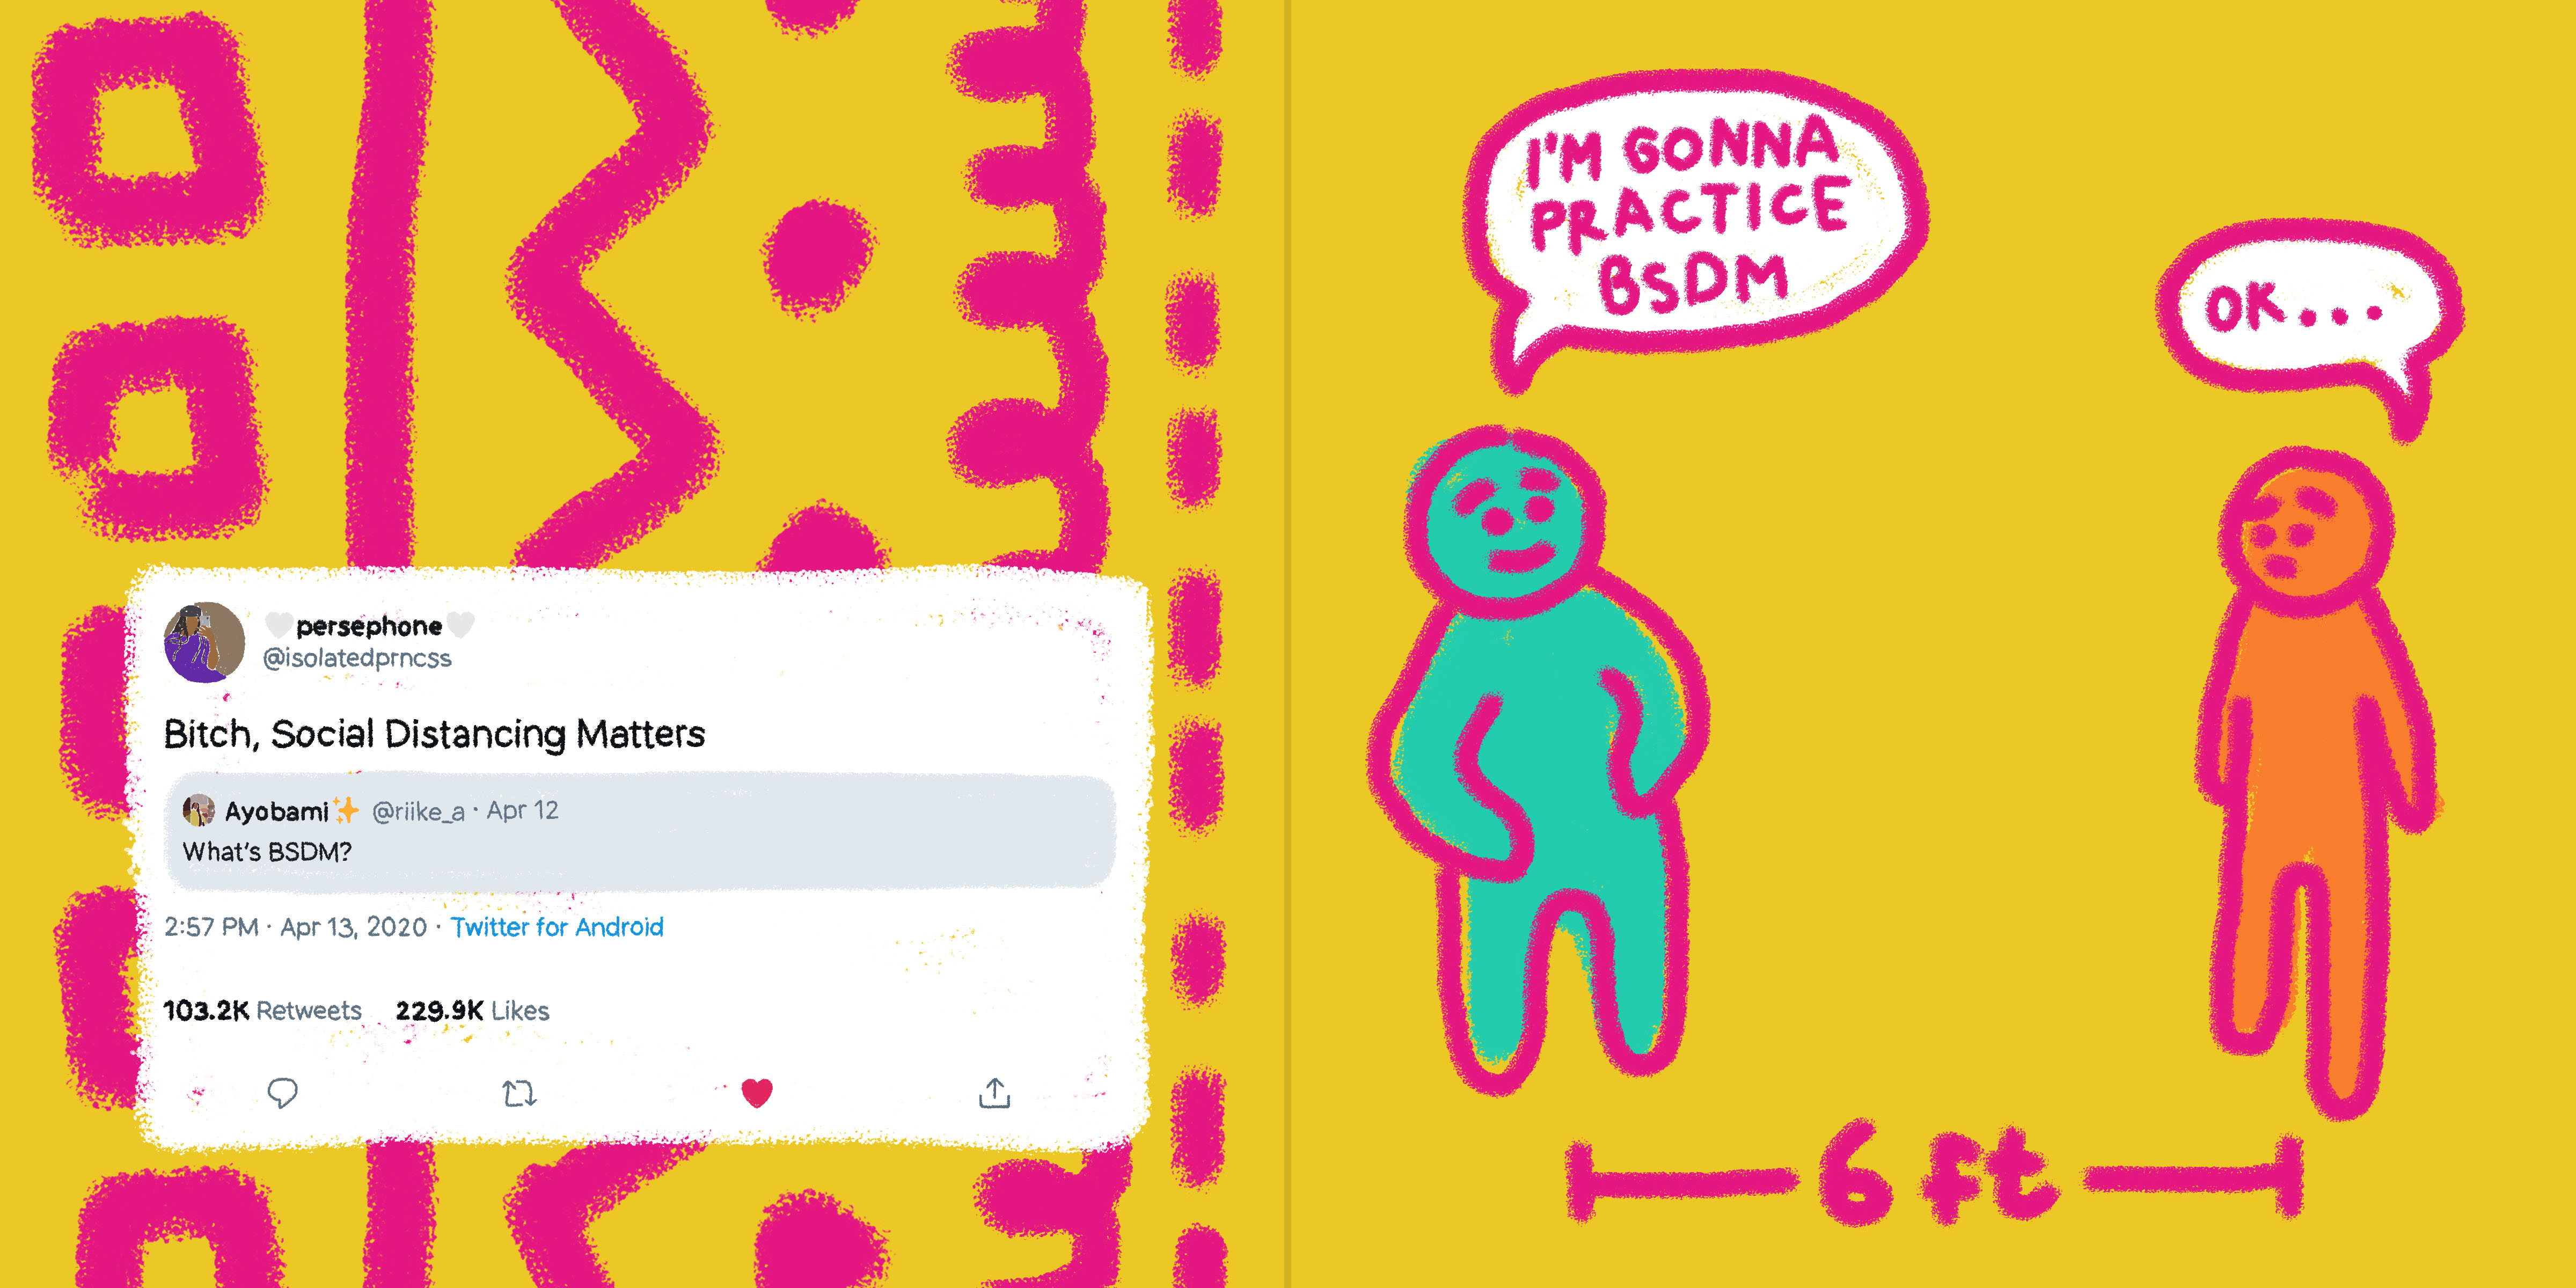 🤍persephone🤍
@isolatedprncss
Bitch, Social Distancing Matters
Ayobami✨ @riike_a · Apr 12
What's BSDM?
2:57 PM · Apr 13, 2020 · Twitter for Android
103.2K Retweets 229.9K Likes
I'M GONNA
PRACTICE
BSDM
OK...
6 ft